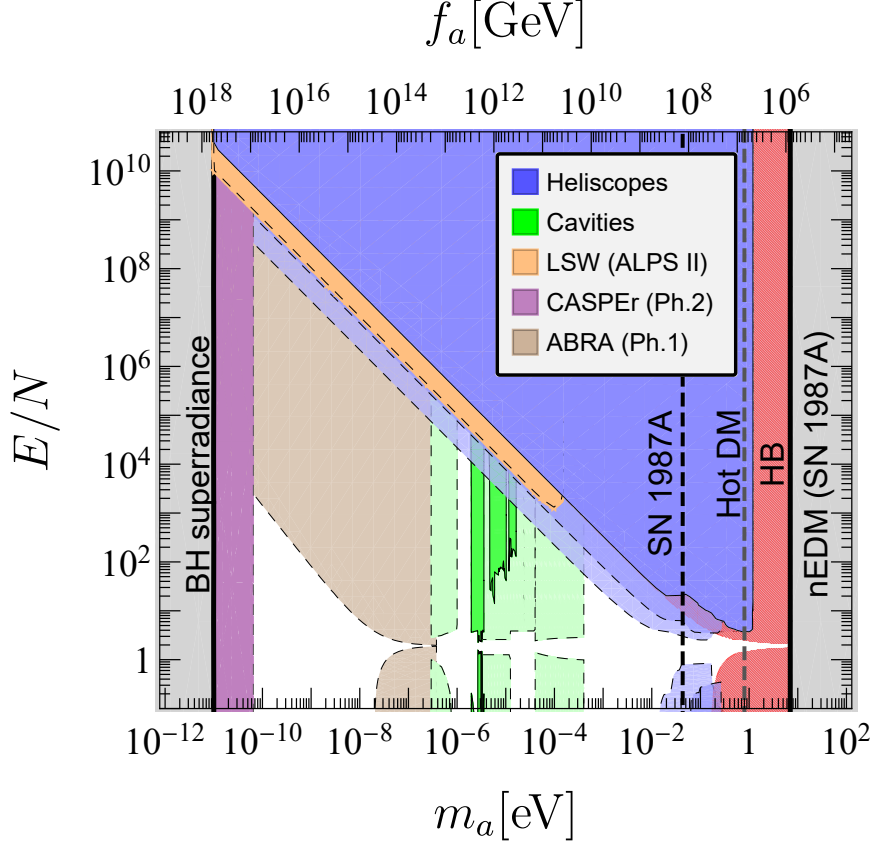 f_a[GeV]
10^18 10^16 10^14 10^12 10^10 10^8 10^6
10^10
10^8
10^6
10^4
10^2
1
E/N
Heliscopes
Cavities
LSW (ALPS II)
CASPEr (Ph.2)
ABRA (Ph.1)
BH superradiance
SN 1987A
Hot DM
HB
nEDM (SN 1987A)
10^-12 10^-10 10^-8 10^-6 10^-4 10^-2 1 10^2
m_a[eV]